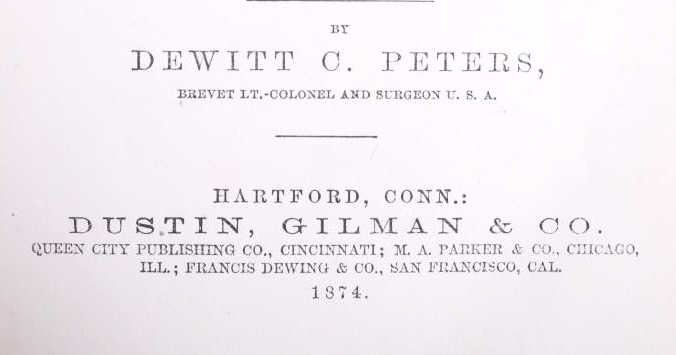 BY
DEWITT C. PETERS,
BREVET LT.-COLONEL AND SURGEON U. S. A.
HARTFORD, CONN.:
DUSTIN, GILMAN & CO.
QUEEN CITY PUBLISHING CO., CINCINNATI; M. A. PARKER & CO., CHICAGO,
ILL.; FRANCIS DEWING & CO., SAN FRANCISCO, CAL.
1874.